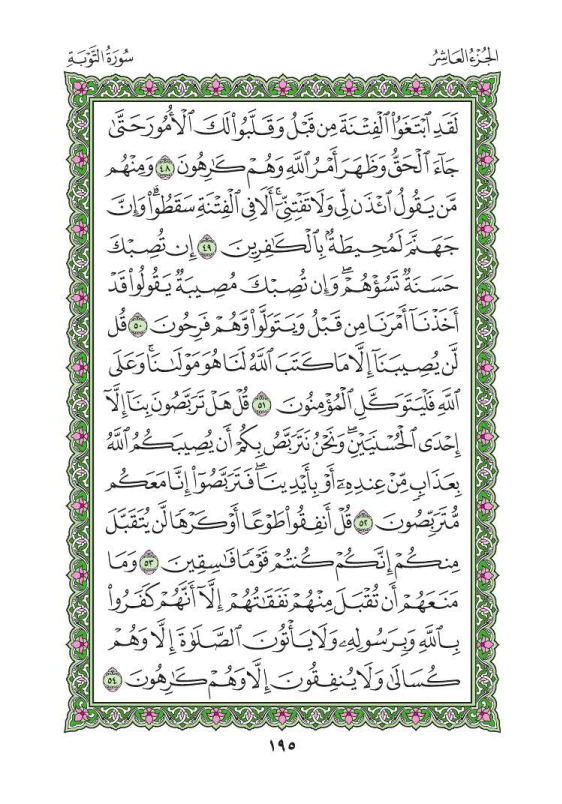 الجُزْءُ العَاشِرُ
سُورَةُ التَّوْبَةِ
لَقَدِ ٱبْتَغَوُا۟ ٱلْفِتْنَةَ مِن قَبْلُ وَقَلَّبُوا۟ لَكَ ٱلْأُمُورَ حَتَّىٰ
جَآءَ ٱلْحَقُّ وَظَهَرَ أَمْرُ ٱللَّهِ وَهُمْ كَٰرِهُونَ ٤٨ وَمِنْهُم
مَّن يَقُولُ ٱئْذَن لِّى وَلَا تَفْتِنِّىٓ ۚ أَلَا فِى ٱلْفِتْنَةِ سَقَطُوا۟ ۗ وَإِنَّ
جَهَنَّمَ لَمُحِيطَةٌۢ بِٱلْكَٰفِرِينَ ٤٩ إِن تُصِبْكَ
حَسَنَةٌ تَسُؤْهُمْ ۖ وَإِن تُصِبْكَ مُصِيبَةٌ يَقُولُوا۟ قَدْ
أَخَذْنَآ أَمْرَنَا مِن قَبْلُ وَيَتَوَلَّوا۟ وَّهُمْ فَرِحُونَ ٥٠ قُل
لَّن يُصِيبَنَآ إِلَّا مَا كَتَبَ ٱللَّهُ لَنَا هُوَ مَوْلَىٰنَا ۚ وَعَلَى
ٱللَّهِ فَلْيَتَوَكَّلِ ٱلْمُؤْمِنُونَ ٥١ قُلْ هَلْ تَرَبَّصُونَ بِنَآ إِلَّآ
إِحْدَى ٱلْحُسْنَيَيْنِ ۖ وَنَحْنُ نَتَرَبَّصُ بِكُمْ أَن يُصِيبَكُمُ ٱللَّهُ
بِعَذَابٍ مِّنْ عِندِهِۦٓ أَوْ بِأَيْدِينَا ۖ فَتَرَبَّصُوٓا۟ إِنَّا مَعَكُم
مُّتَرَبِّصُونَ ٥٢ قُلْ أَنفِقُوا۟ طَوْعًا أَوْ كَرْهًا لَّن يُتَقَبَّلَ
مِنكُمْ ۖ إِنَّكُمْ كُنتُمْ قَوْمًا فَٰسِقِينَ ٥٣ وَمَا
مَنَعَهُمْ أَن تُقْبَلَ مِنْهُمْ نَفَقَٰتُهُمْ إِلَّآ أَنَّهُمْ كَفَرُوا۟
بِٱللَّهِ وَبِرَسُولِهِۦ وَلَا يَأْتُونَ ٱلصَّلَوٰةَ إِلَّا وَهُمْ
كُسَالَىٰ وَلَا يُنفِقُونَ إِلَّا وَهُمْ كَٰرِهُونَ ٥٤
١٩٥